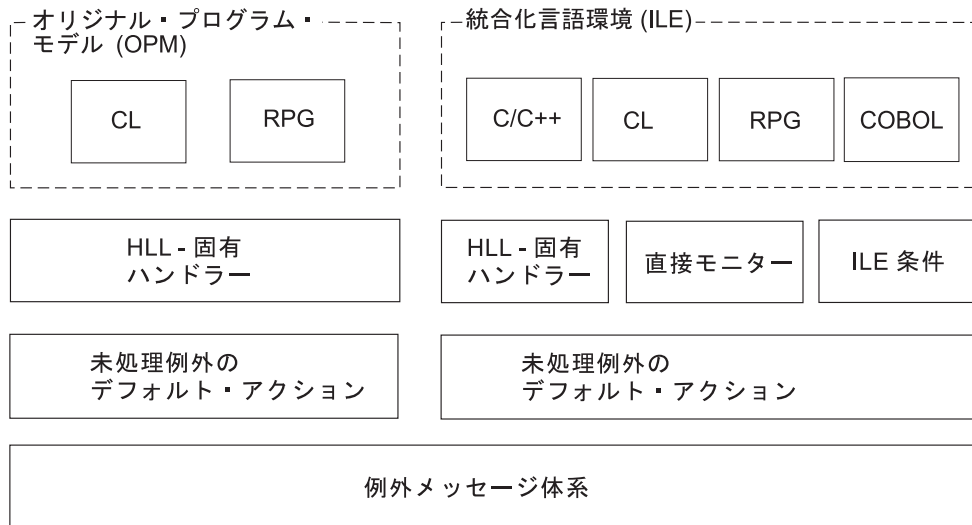 オリジナル・プログラム・
モデル (OPM)
統合化言語環境 (ILE)
CL
RPG
C/C++
CL
RPG
COBOL
HLL - 固有
ハンドラー
HLL - 固有
ハンドラー
直接モニター
ILE 条件
未処理例外の
デフォルト・アクション
未処理例外の
デフォルト・アクション
例外メッセージ体系